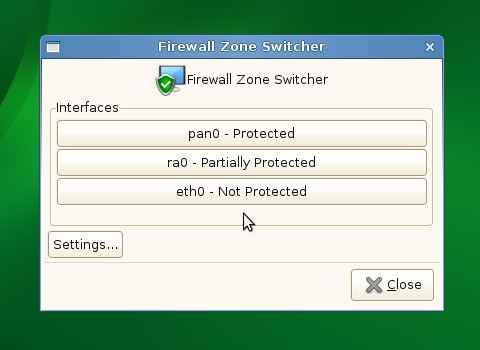 Firewall Zone Switcher
Firewall Zone Switcher
Interfaces
pan0 - Protected
ra0 - Partially Protected
eth0 - Not Protected
Settings...
Close